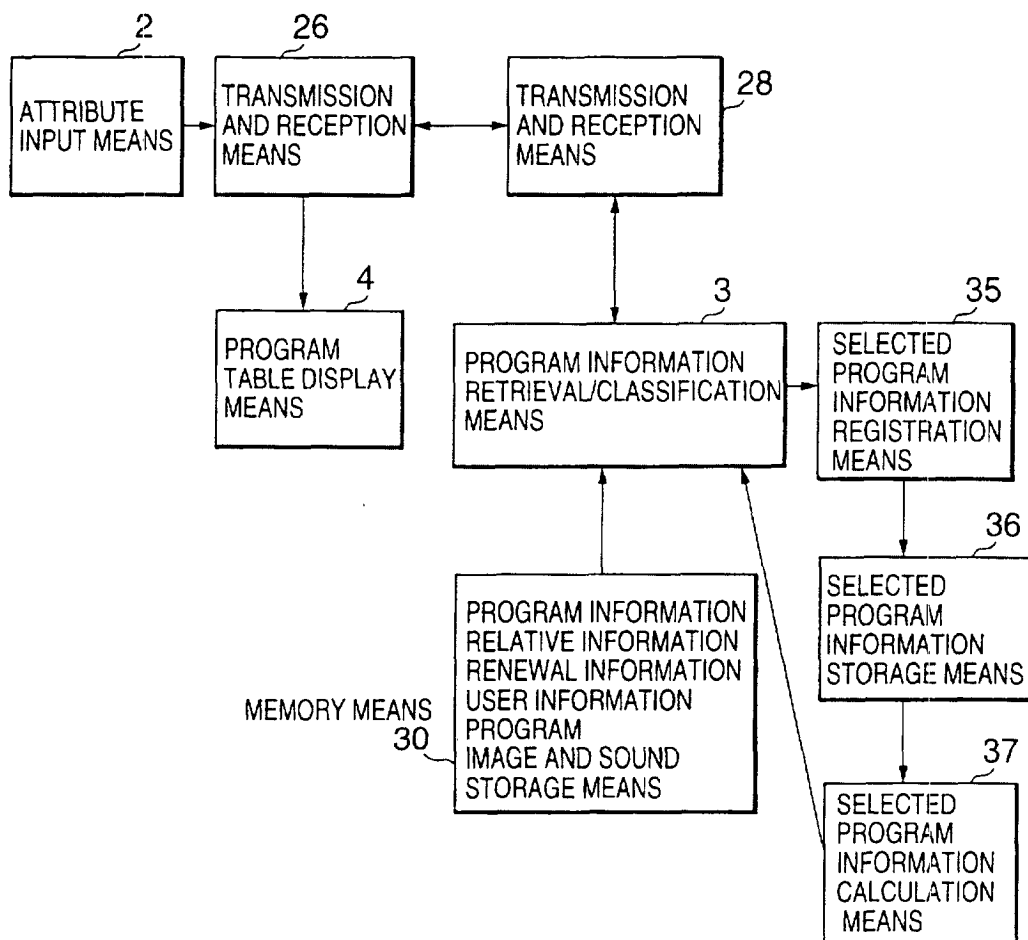 2
ATTRIBUTE
INPUT MEANS
26
TRANSMISSION
AND RECEPTION
MEANS
28
TRANSMISSION
AND RECEPTION
MEANS
4
PROGRAM
TABLE DISPLAY
MEANS
3
PROGRAM INFORMATION
RETRIEVAL/CLASSIFICATION
MEANS
35
SELECTED
PROGRAM
INFORMATION
REGISTRATION
MEANS
36
SELECTED
PROGRAM
INFORMATION
STORAGE MEANS
MEMORY MEANS
30
PROGRAM INFORMATION
RELATIVE INFORMATION
RENEWAL INFORMATION
USER INFORMATION
PROGRAM
IMAGE AND SOUND
STORAGE MEANS
37
SELECTED
PROGRAM
INFORMATION
CALCULATION
MEANS